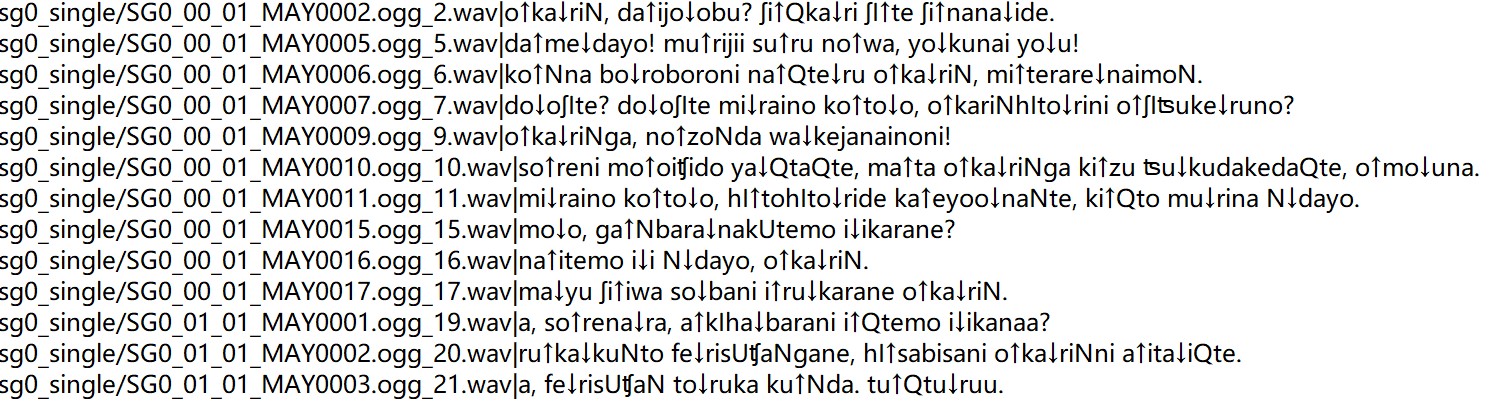 sg0_single/SG0_00_01_MAY0002.ogg_2.wav|o↑ka↓riN, da↑ijo↓obu? ʃi↑Qka↓ri ʃI↑te ʃi↑nana↓ide.
sg0_single/SG0_00_01_MAY0005.ogg_5.wav|da↑me↓dayo! mu↑rijii su↑ru no↑wa, yo↓kunai yo↓u!
sg0_single/SG0_00_01_MAY0006.ogg_6.wav|ko↑Nna bo↓roboroni na↑Qte↓ru o↑ka↓riN, mi↑terare↓naimoN.
sg0_single/SG0_00_01_MAY0007.ogg_7.wav|do↓oʃIte? do↓oʃIte mi↓raino ko↑to↓o, o↑kariNhIto↓rini o↑ʃIʦuke↓runo?
sg0_single/SG0_00_01_MAY0009.ogg_9.wav|o↑ka↓riNga, no↑zoNda wa↓kejanainoni!
sg0_single/SG0_00_01_MAY0010.ogg_10.wav|so↑reni mo↑oiʧido ya↓QtaQte, ma↑ta o↑ka↓riNga ki↑zu ʦu↓kudakedaQte, o↑mo↓una.
sg0_single/SG0_00_01_MAY0011.ogg_11.wav|mi↓raino ko↑to↓o, hI↑tohIto↓ride ka↑eyoo↓naNte, ki↑Qto mu↓rina N↓dayo.
sg0_single/SG0_00_01_MAY0015.ogg_15.wav|mo↓o, ga↑Nbara↓nakUtemo i↓ikarane?
sg0_single/SG0_00_01_MAY0016.ogg_16.wav|na↑itemo i↓i N↓dayo, o↑ka↓riN.
sg0_single/SG0_00_01_MAY0017.ogg_17.wav|ma↓yu ʃi↑iwa so↓bani i↑ru↓karane o↑ka↓riN.
sg0_single/SG0_01_01_MAY0001.ogg_19.wav|a, so↑rena↓ra, a↑kIha↓barani i↑Qtemo i↓ikanaa?
sg0_single/SG0_01_01_MAY0002.ogg_20.wav|ru↑ka↓kuNto fe↓risUʧaNgane, hI↑sabisani o↑ka↓riNni a↑ita↓iQte.
sg0_single/SG0_01_01_MAY0003.ogg_21.wav|a, fe↓risUʧaN to↓ruka ku↑Nda. tu↑Qtu↓ruu.